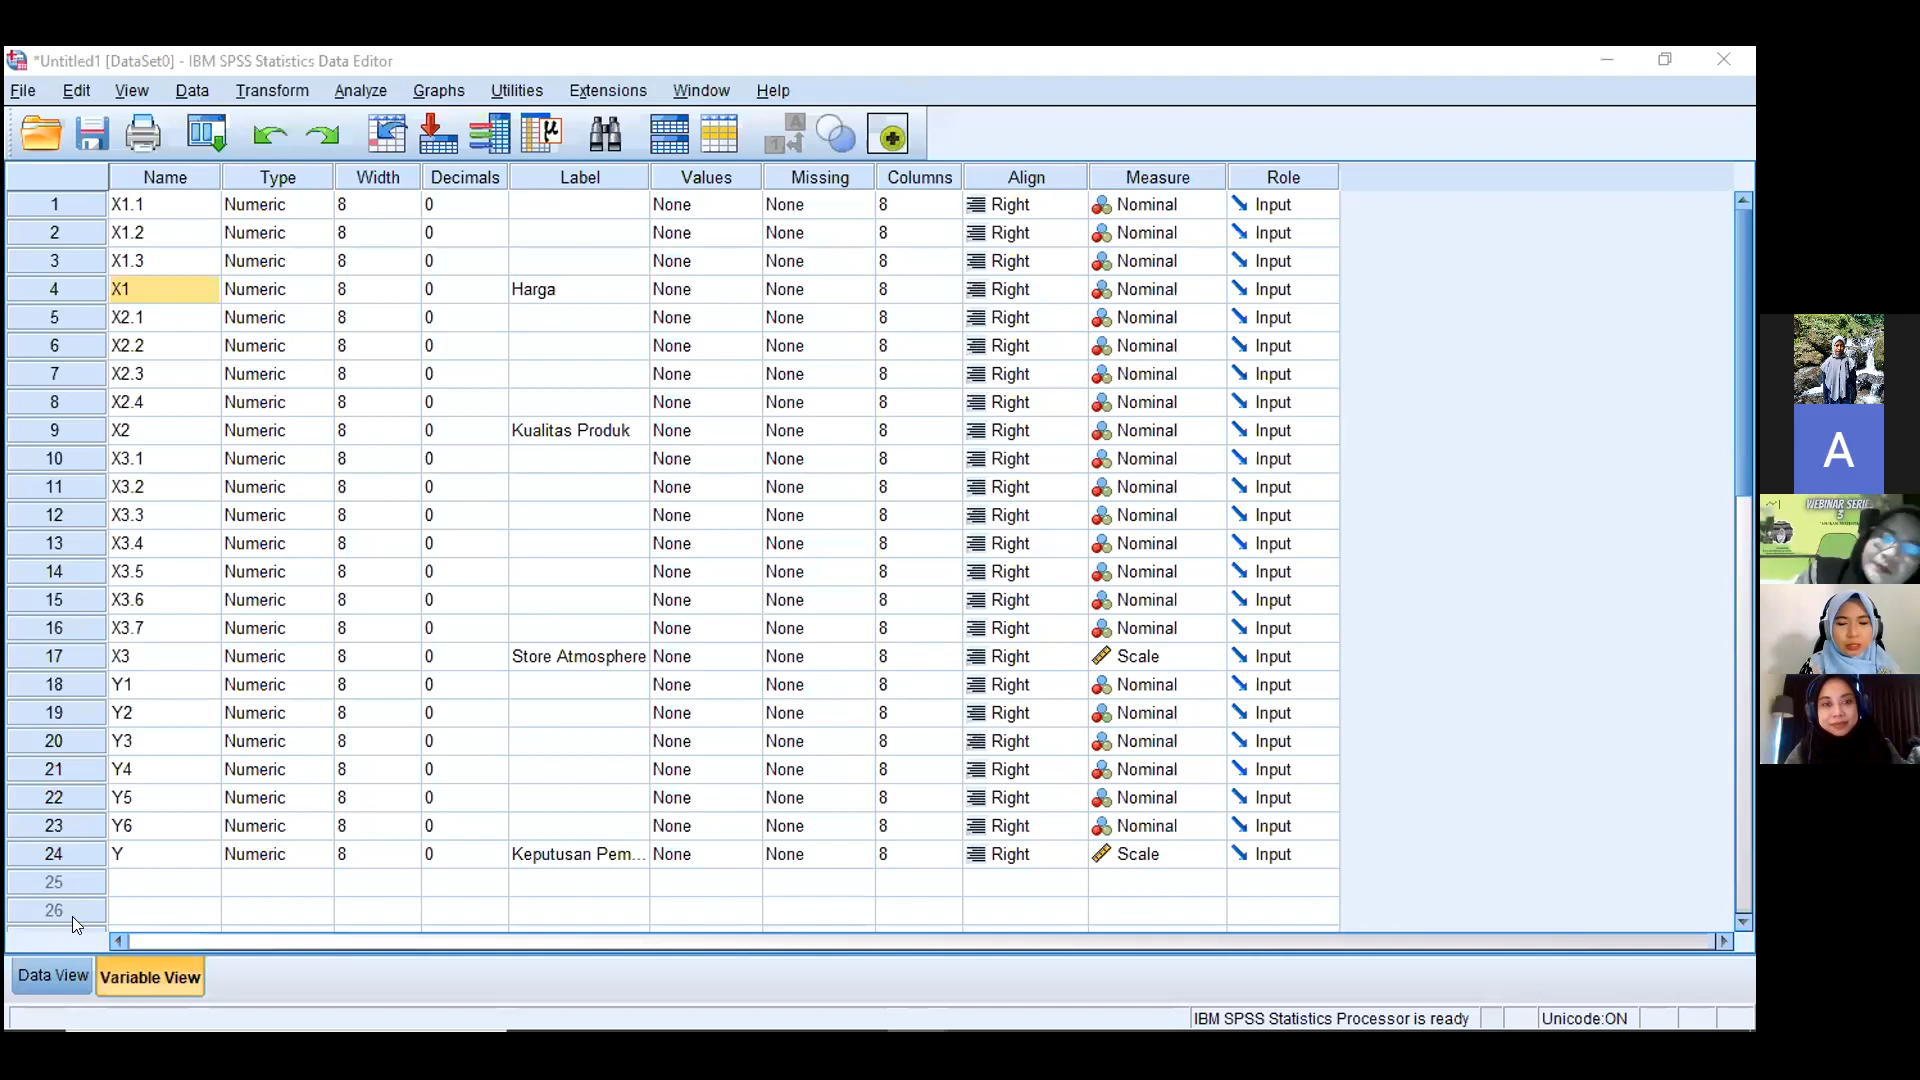 *Untitled1 [DataSet0] - IBM SPSS Statistics Data Editor
File Edit View Data Transform Analyze Graphs Utilities Extensions Window Help
Name Type Width Decimals Label Values Missing Columns Align Measure Role
1 X1.1 Numeric 8 0 None None 8 Right Nominal Input
2 X1.2 Numeric 8 0 None None 8 Right Nominal Input
3 X1.3 Numeric 8 0 None None 8 Right Nominal Input
4 X1 Numeric 8 0 Harga None None 8 Right Nominal Input
5 X2.1 Numeric 8 0 None None 8 Right Nominal Input
6 X2.2 Numeric 8 0 None None 8 Right Nominal Input
7 X2.3 Numeric 8 0 None None 8 Right Nominal Input
8 X2.4 Numeric 8 0 None None 8 Right Nominal Input
9 X2 Numeric 8 0 Kualitas Produk None None 8 Right Nominal Input
10 X3.1 Numeric 8 0 None None 8 Right Nominal Input
11 X3.2 Numeric 8 0 None None 8 Right Nominal Input
12 X3.3 Numeric 8 0 None None 8 Right Nominal Input
13 X3.4 Numeric 8 0 None None 8 Right Nominal Input
14 X3.5 Numeric 8 0 None None 8 Right Nominal Input
15 X3.6 Numeric 8 0 None None 8 Right Nominal Input
16 X3.7 Numeric 8 0 None None 8 Right Nominal Input
17 X3 Numeric 8 0 Store Atmosphere None None 8 Right Scale Input
18 Y1 Numeric 8 0 None None 8 Right Nominal Input
19 Y2 Numeric 8 0 None None 8 Right Nominal Input
20 Y3 Numeric 8 0 None None 8 Right Nominal Input
21 Y4 Numeric 8 0 None None 8 Right Nominal Input
22 Y5 Numeric 8 0 None None 8 Right Nominal Input
23 Y6 Numeric 8 0 None None 8 Right Nominal Input
24 Y Numeric 8 0 Keputusan Pem... None None 8 Right Scale Input
25
26
Data View Variable View
IBM SPSS Statistics Processor is ready Unicode:ON
A
WEBINAR SERIE
3